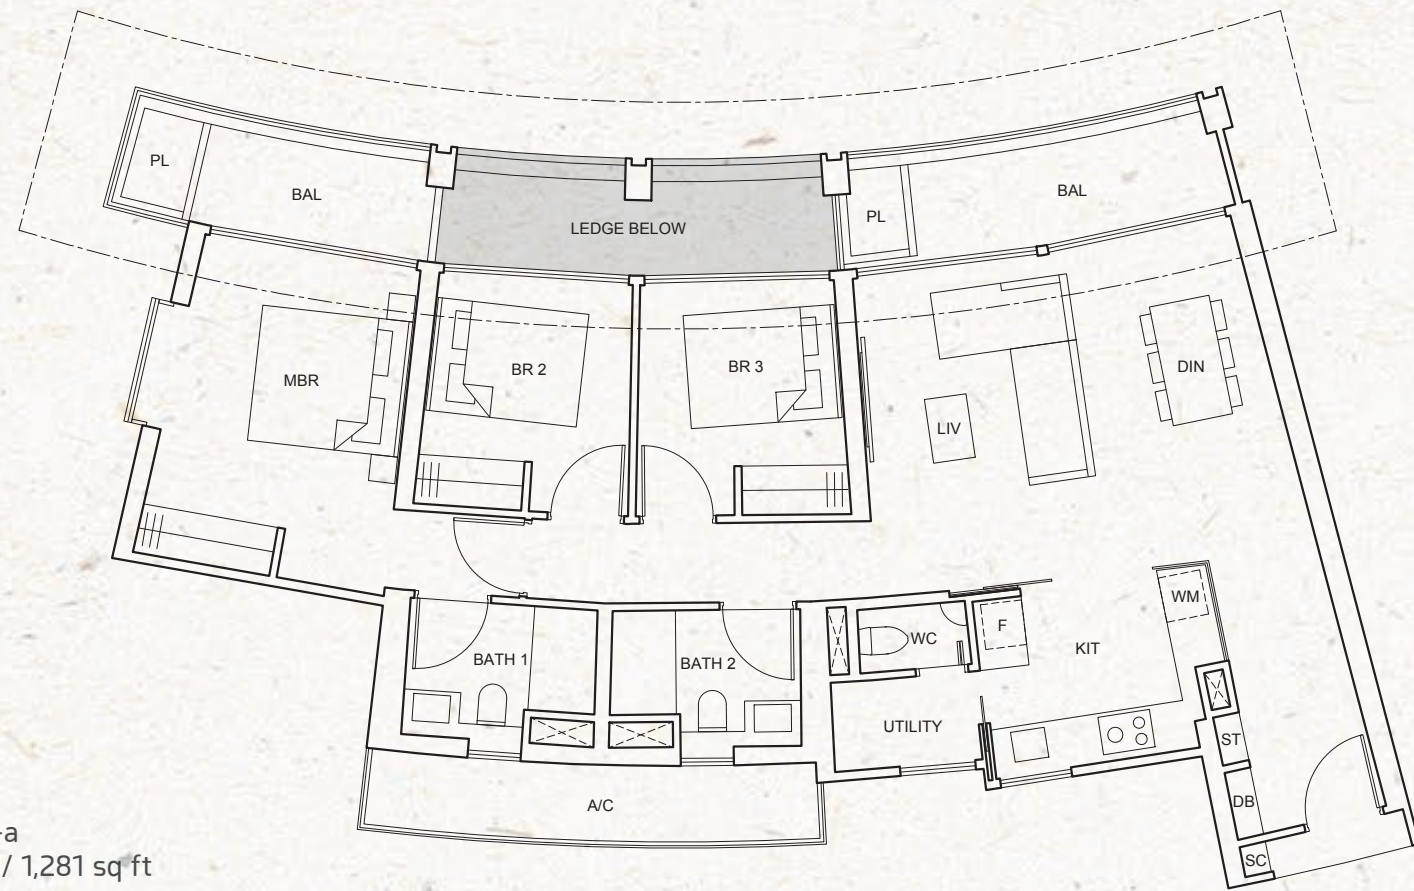 PL
BAL
LEDGE BELOW
PL
BAL
MBR
BR 2
BR 3
LIV
DIN
BATH 1
BATH 2
WC
F
KIT
WM
UTILITY
ST
DB
SC
A/C
-a
/ 1,281 sq ft